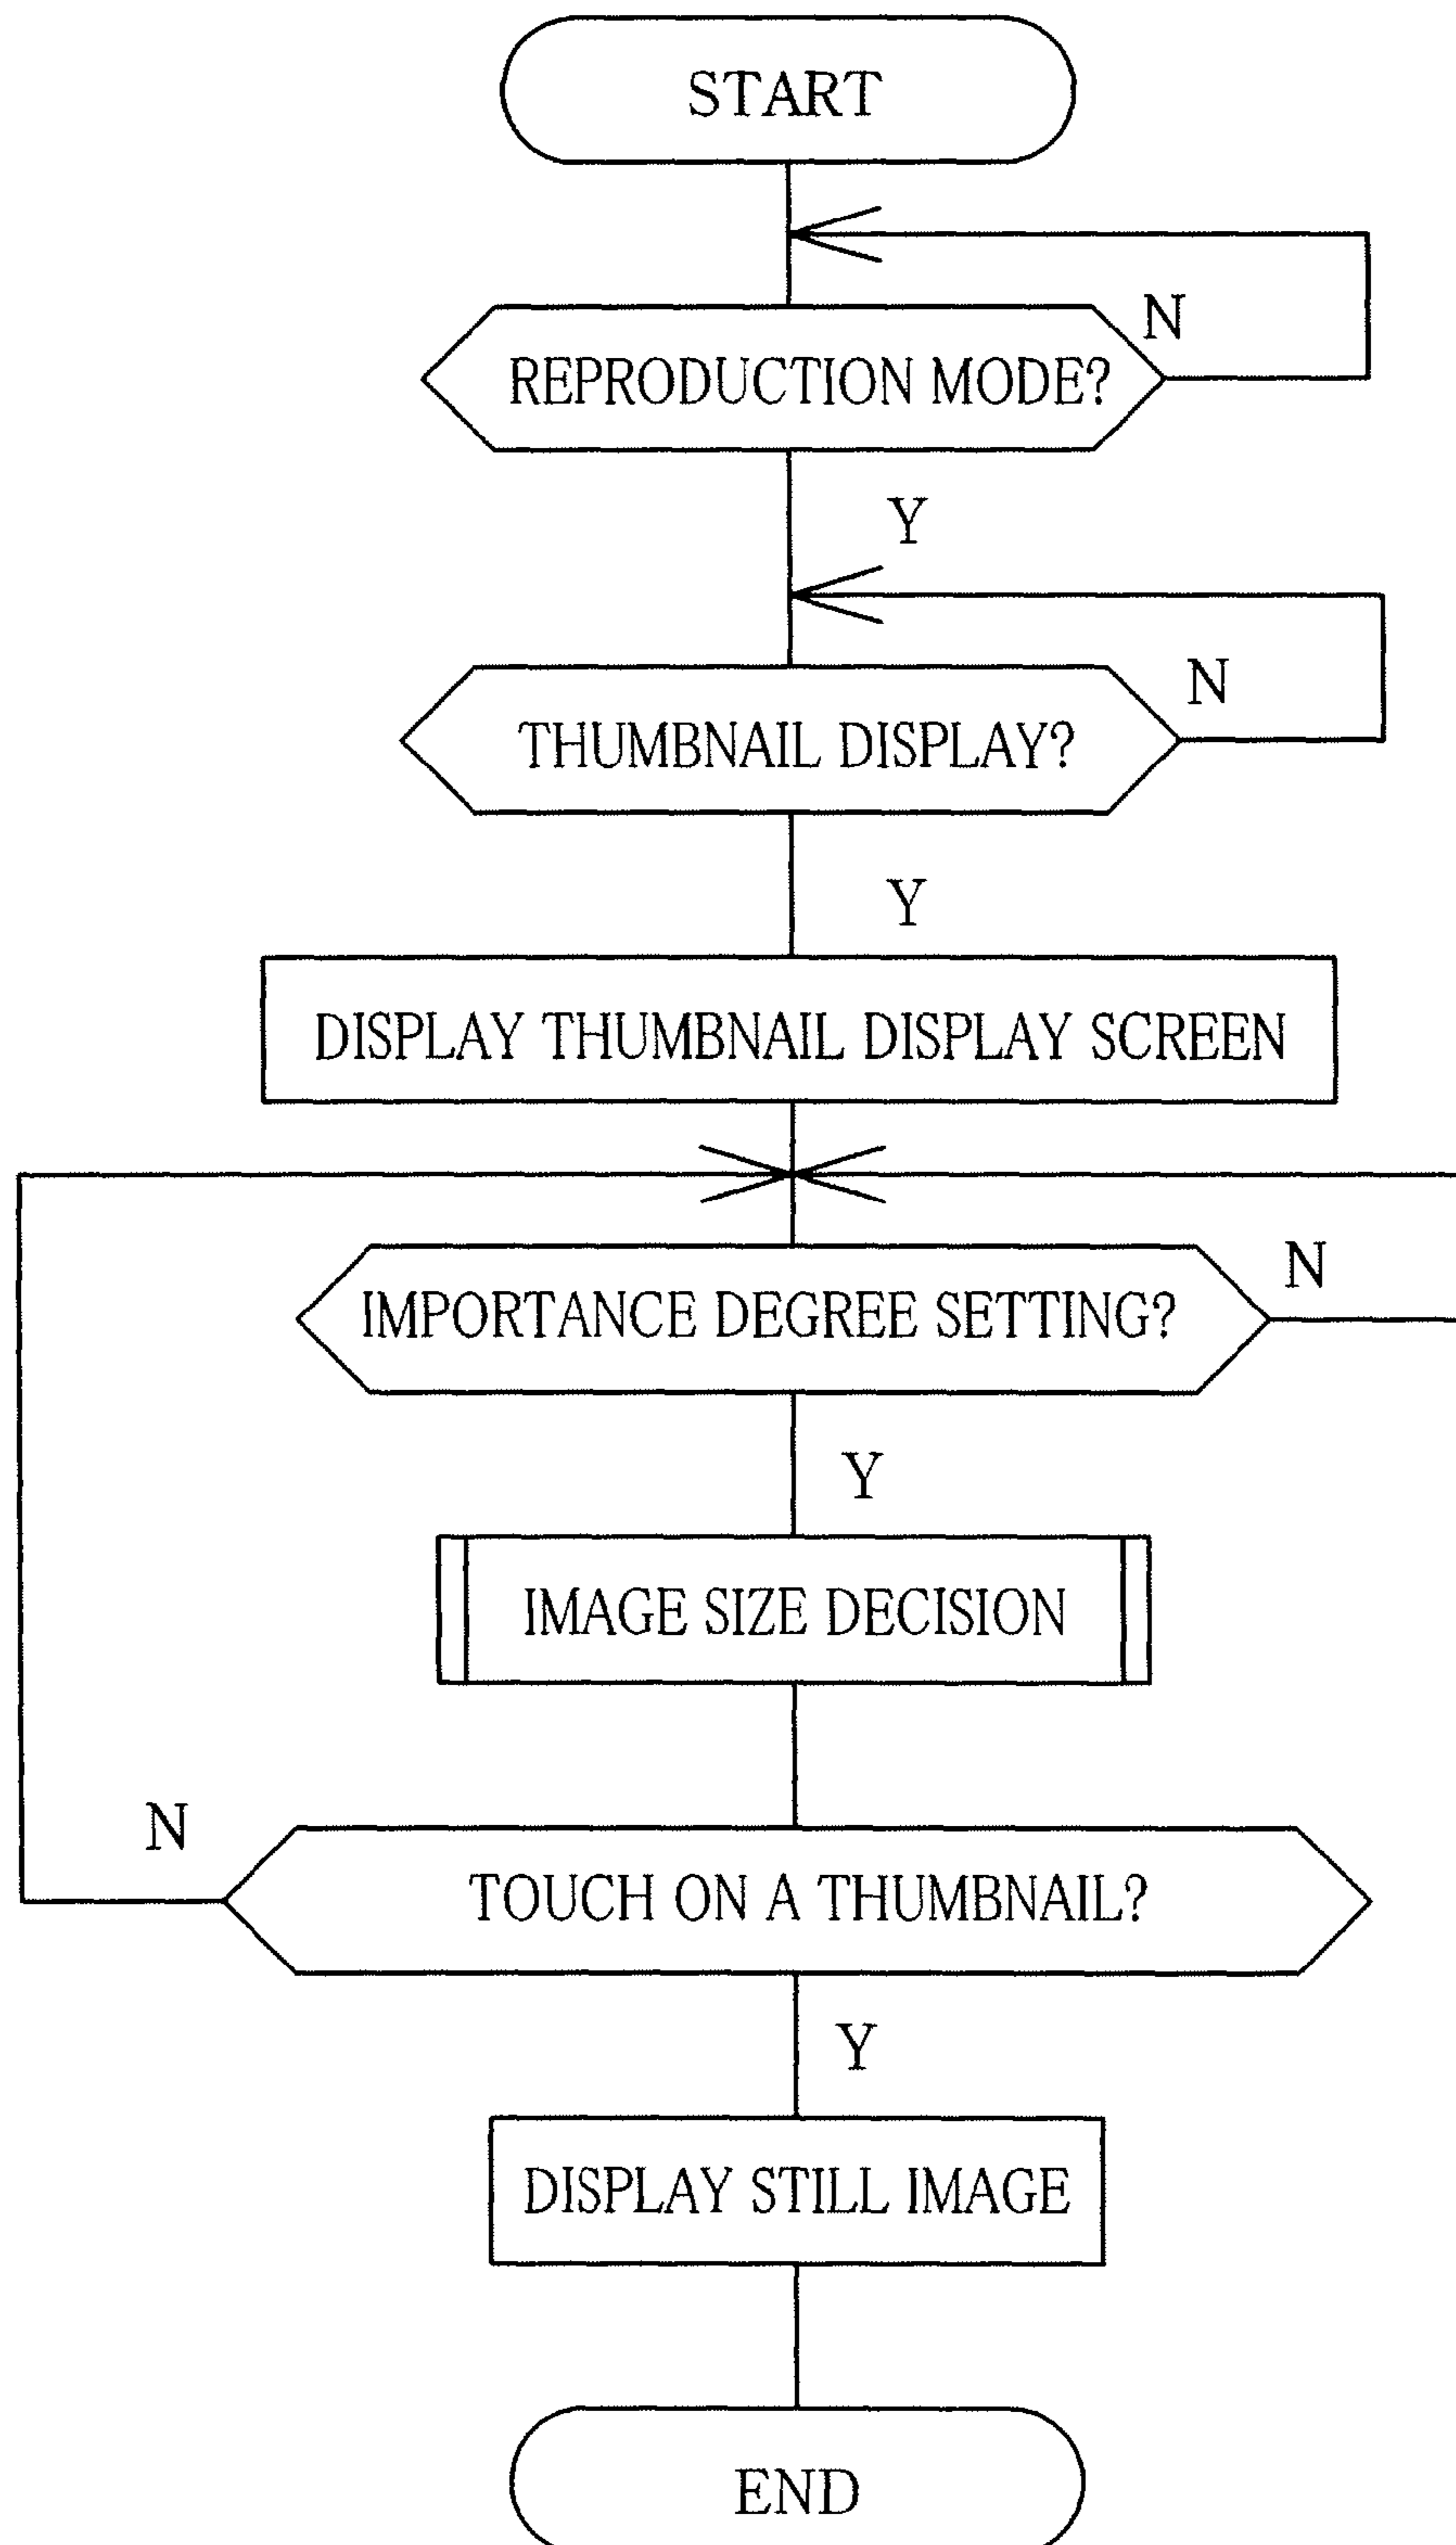 START
N
REPRODUCTION MODE?
Y
N
THUMBNAIL DISPLAY?
Y
DISPLAY THUMBNAIL DISPLAY SCREEN
N
IMPORTANCE DEGREE SETTING?
Y
IMAGE SIZE DECISION
N
TOUCH ON A THUMBNAIL?
Y
DISPLAY STILL IMAGE
END